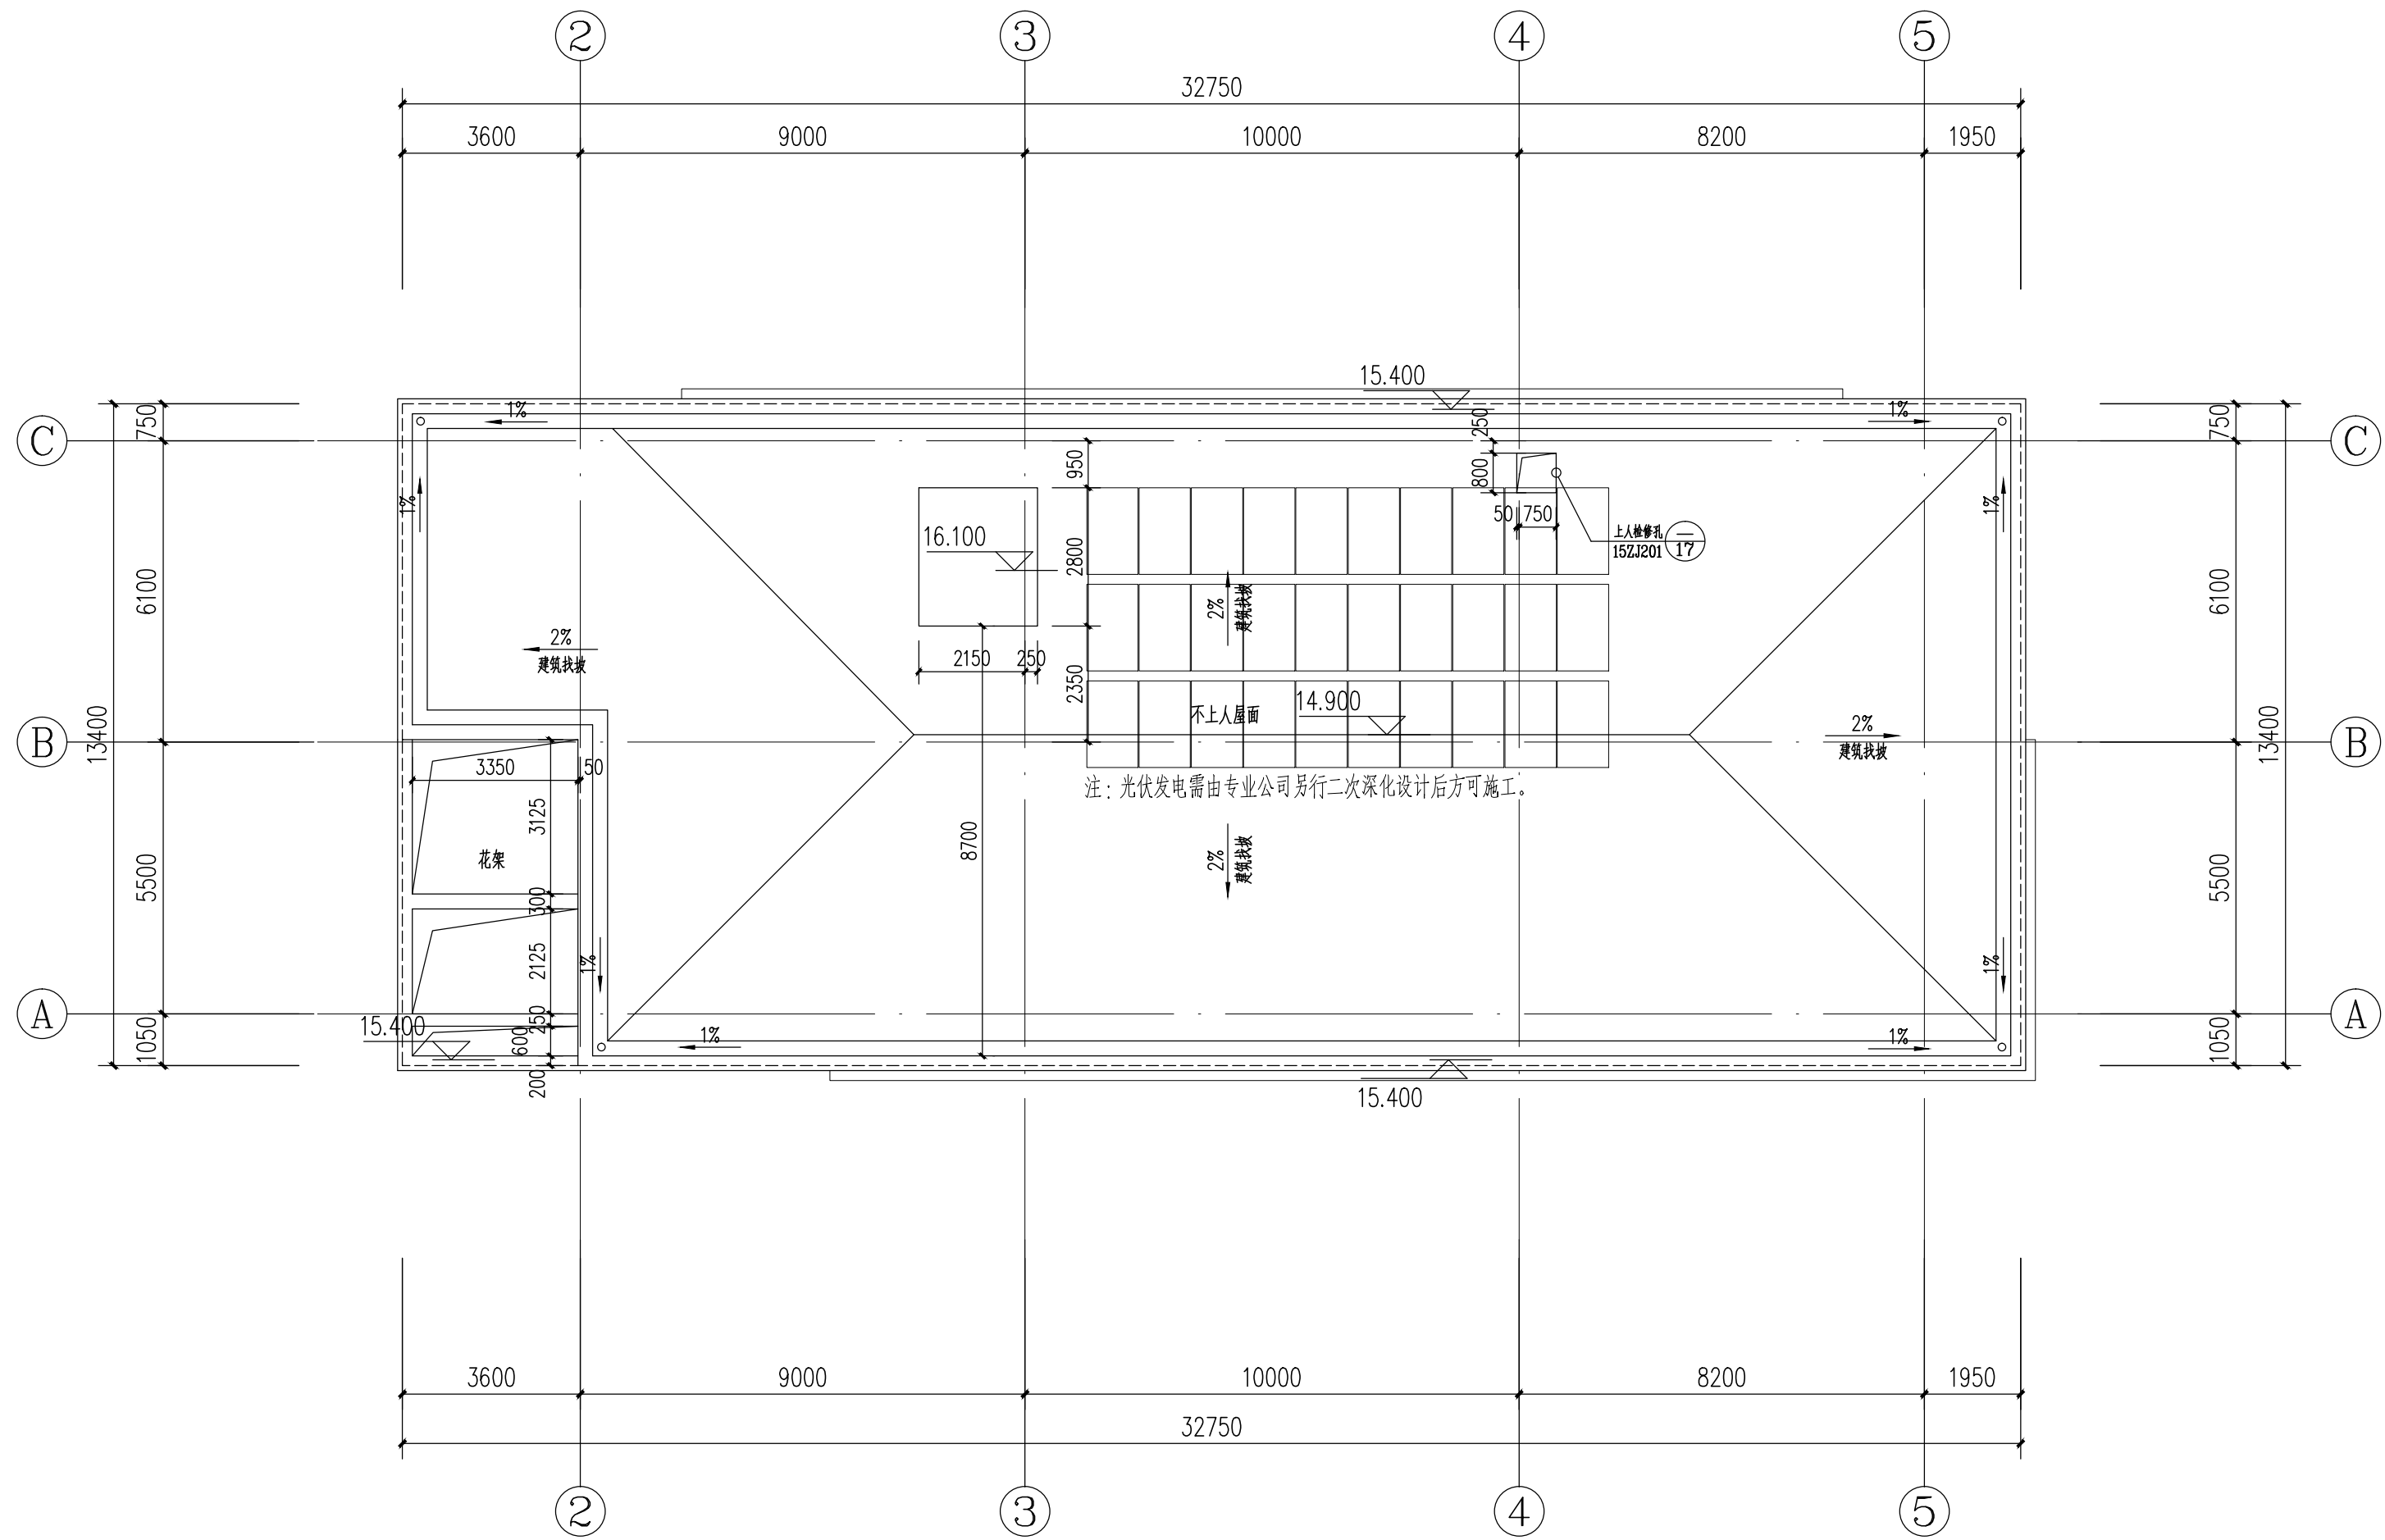 2 3 4 5
32750
3600 9000 10000 8200 1950
15.400
1% 1%
750 250 750
C C
950 800
1% 1%
50 750
上人检修孔 —
15ZJ201 17
16.100
2800
6100 6100
2%
建筑找坡
2%
建筑找坡
2150 250
2350
14.900
不上人屋面
2%
建筑找坡
13400 13400
B B
3350 50
注：光伏发电需由专业公司另行二次深化设计后方可施工。
3125
8700
花架
2%
建筑找坡
5500 5500
300
2125
1% 1%
A A
250
15.400
600
1% 1%
1050 1050
200
15.400
3600 9000 10000 8200 1950
32750
2 3 4 5